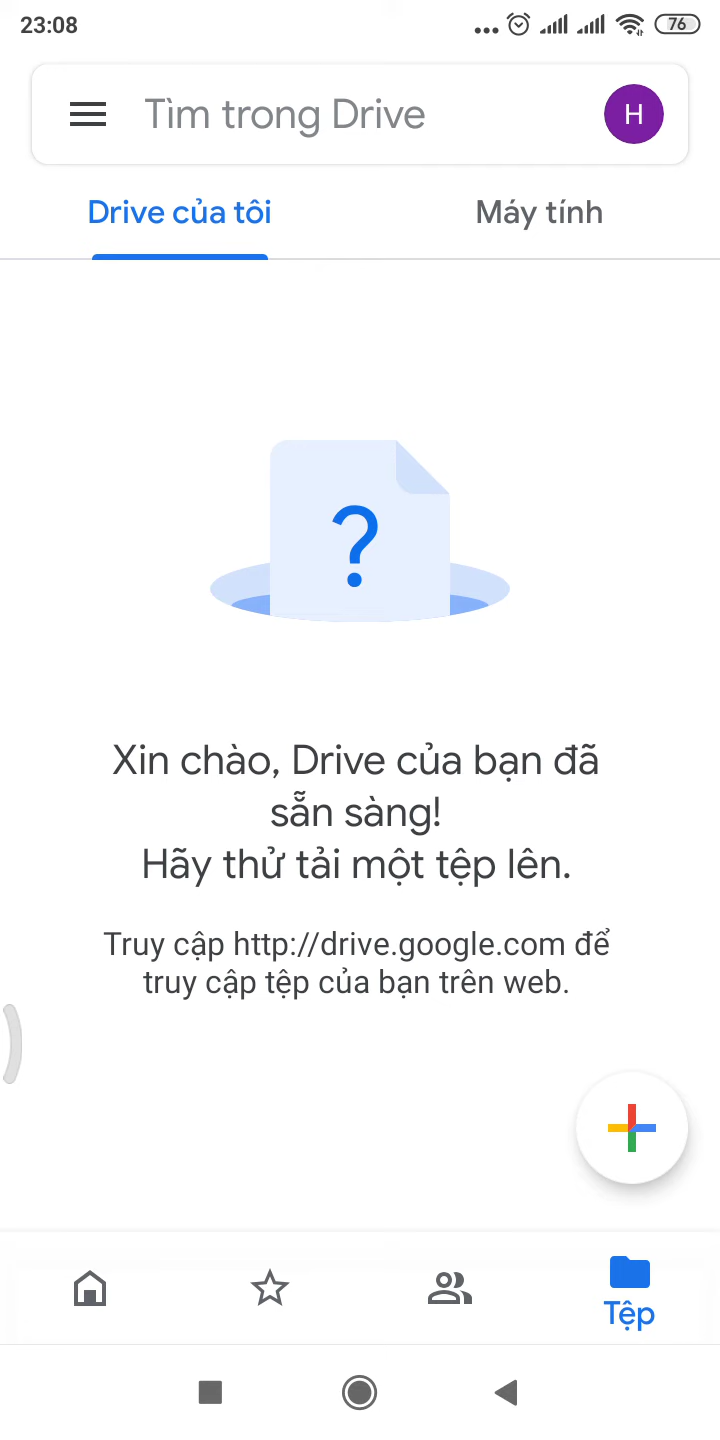 23:08
76
Tìm trong Drive
H
Drive của tôi
Máy tính
?
Xin chào, Drive của bạn đã
sẵn sàng!
Hãy thử tải một tệp lên.
Truy cập http://drive.google.com để
truy cập tệp của bạn trên web.
Tệp